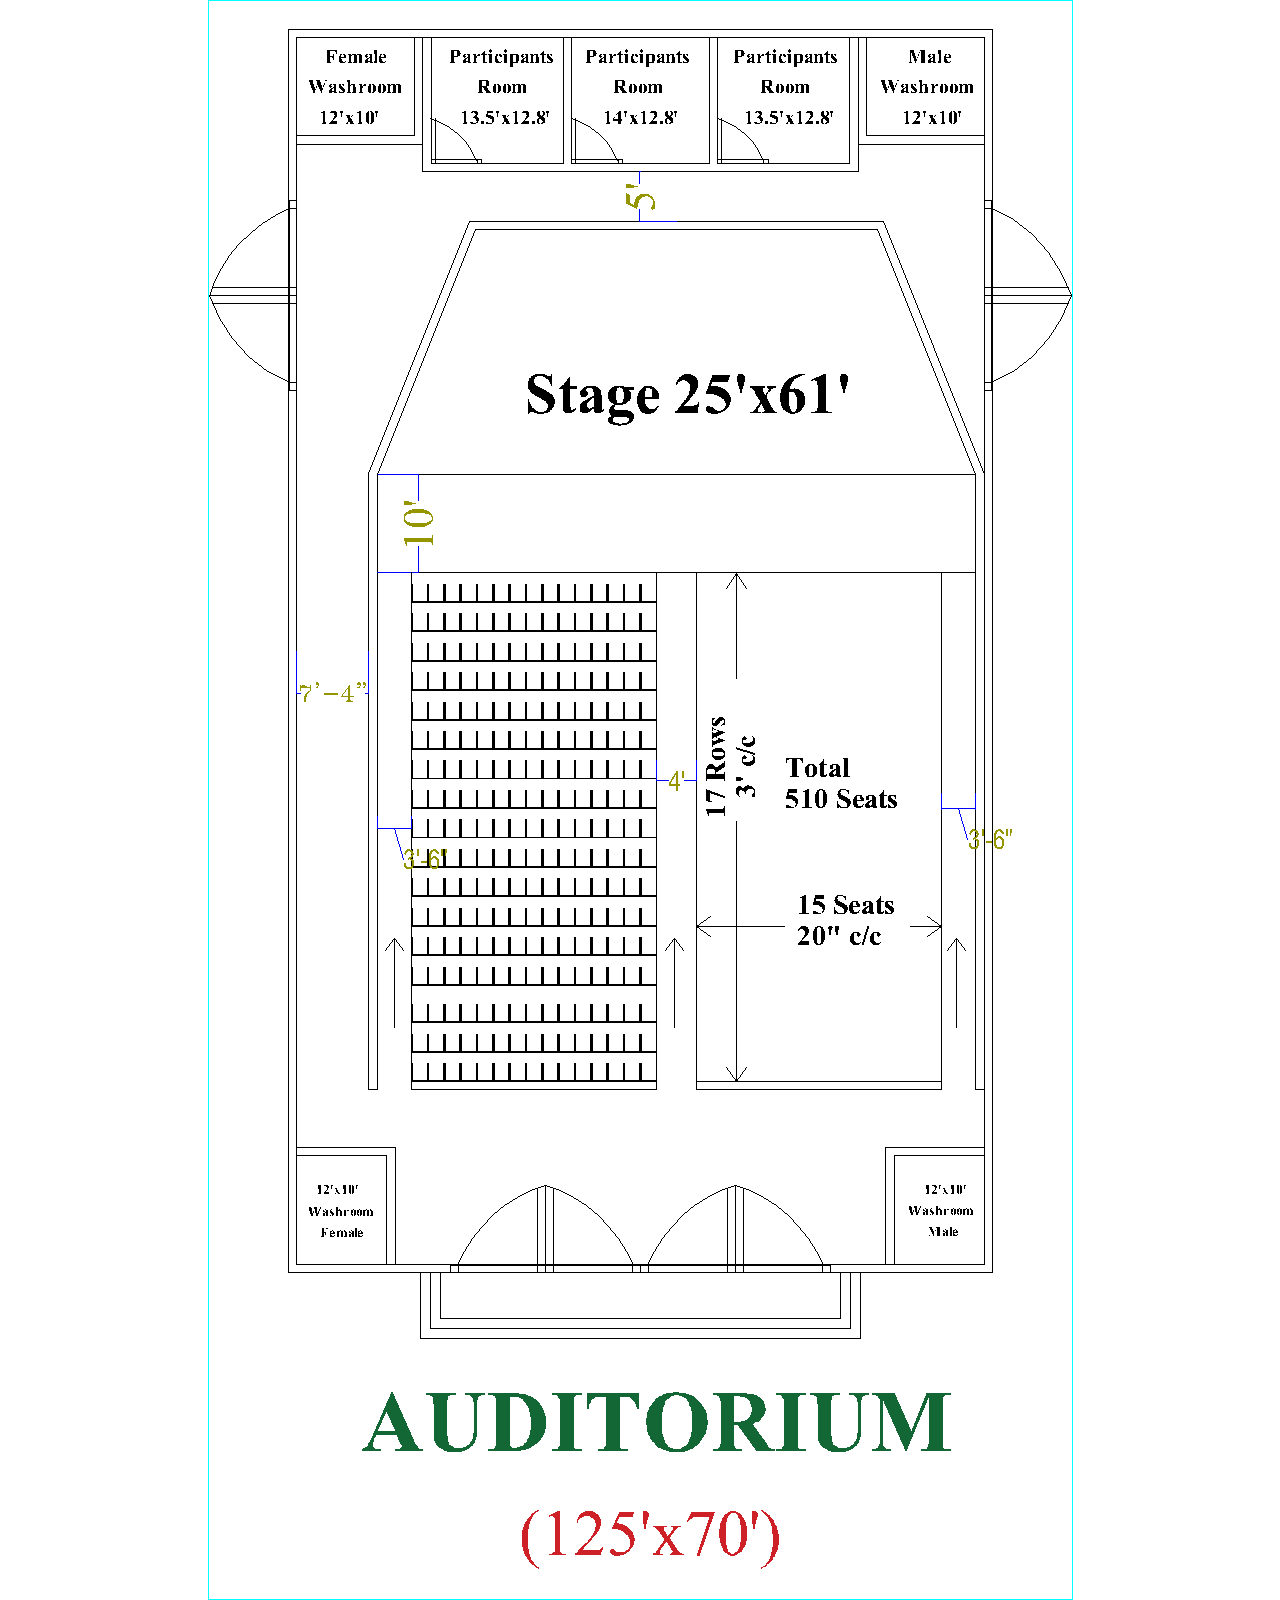 Female
Washroom
12'x10'
Participants
Room
13.5'x12.8'
Participants
Room
14'x12.8'
Participants
Room
13.5'x12.8'
Male
Washroom
12'x10'
5'
Stage 25'x61'
10'
7'-4"
4'
17 Rows
3' c/c
Total
510 Seats
3'-6"
3'-6"
15 Seats
20" c/c
12'x10'
Washroom
Female
12'x10'
Washroom
Male
AUDITORIUM
(125'x70')